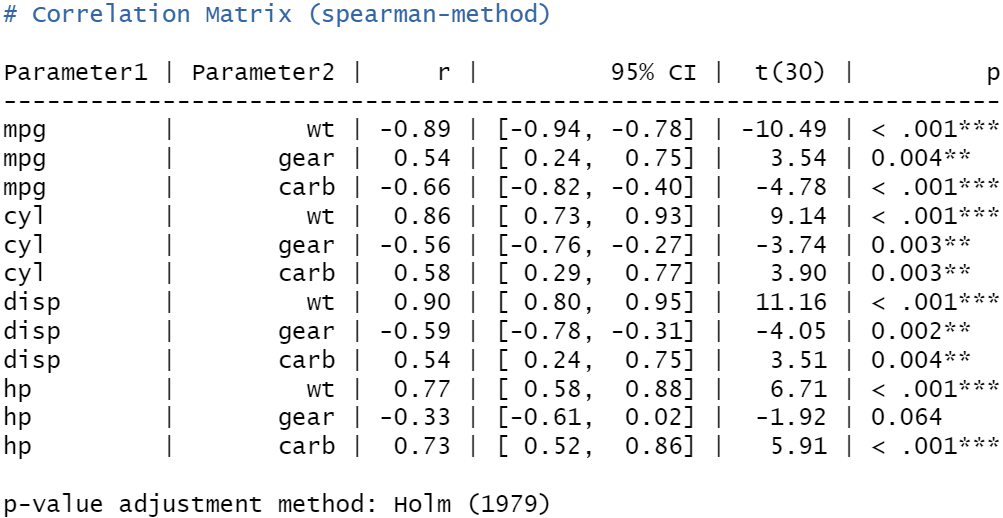 # Correlation Matrix (spearman-method)
Parameter1 | Parameter2 |     r |         95% CI |  t(30) |         p
---------------------------------------------------------------------
mpg        |         wt | -0.89 | [-0.94, -0.78] | -10.49 | < .001***
mpg        |       gear |  0.54 | [ 0.24,  0.75] |   3.54 | 0.004**
mpg        |       carb | -0.66 | [-0.82, -0.40] |  -4.78 | < .001***
cyl        |         wt |  0.86 | [ 0.73,  0.93] |   9.14 | < .001***
cyl        |       gear | -0.56 | [-0.76, -0.27] |  -3.74 | 0.003**
cyl        |       carb |  0.58 | [ 0.29,  0.77] |   3.90 | 0.003**
disp       |         wt |  0.90 | [ 0.80,  0.95] |  11.16 | < .001***
disp       |       gear | -0.59 | [-0.78, -0.31] |  -4.05 | 0.002**
disp       |       carb |  0.54 | [ 0.24,  0.75] |   3.51 | 0.004**
hp         |         wt |  0.77 | [ 0.58,  0.88] |   6.71 | < .001***
hp         |       gear | -0.33 | [-0.61,  0.02] |  -1.92 | 0.064
hp         |       carb |  0.73 | [ 0.52,  0.86] |   5.91 | < .001***
p-value adjustment method: Holm (1979)